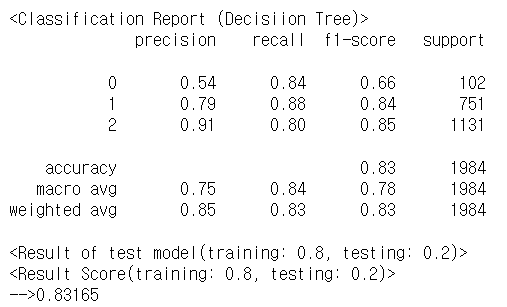 <Classification Report (Decisiion Tree)>
precision recall f1-score support
0 0.54 0.84 0.66 102
1 0.79 0.88 0.84 751
2 0.91 0.80 0.85 1131
accuracy 0.83 1984
macro avg 0.75 0.84 0.78 1984
weighted avg 0.85 0.83 0.83 1984
<Result of test model(training: 0.8, testing: 0.2)>
<Result Score(training: 0.8, testing: 0.2)>
-->0.83165